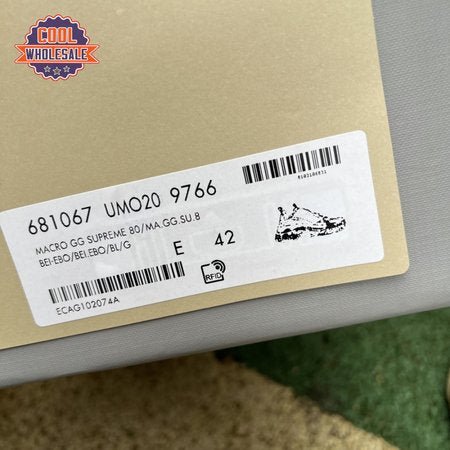 COOL
WHOLESALE
681067 UMO20 9766
MACRO GG SUPREME 80/MA.GG.SU.8
BEI-EBO/BEI.EBO/BL/G
E 42
RFID
ECAG102074A